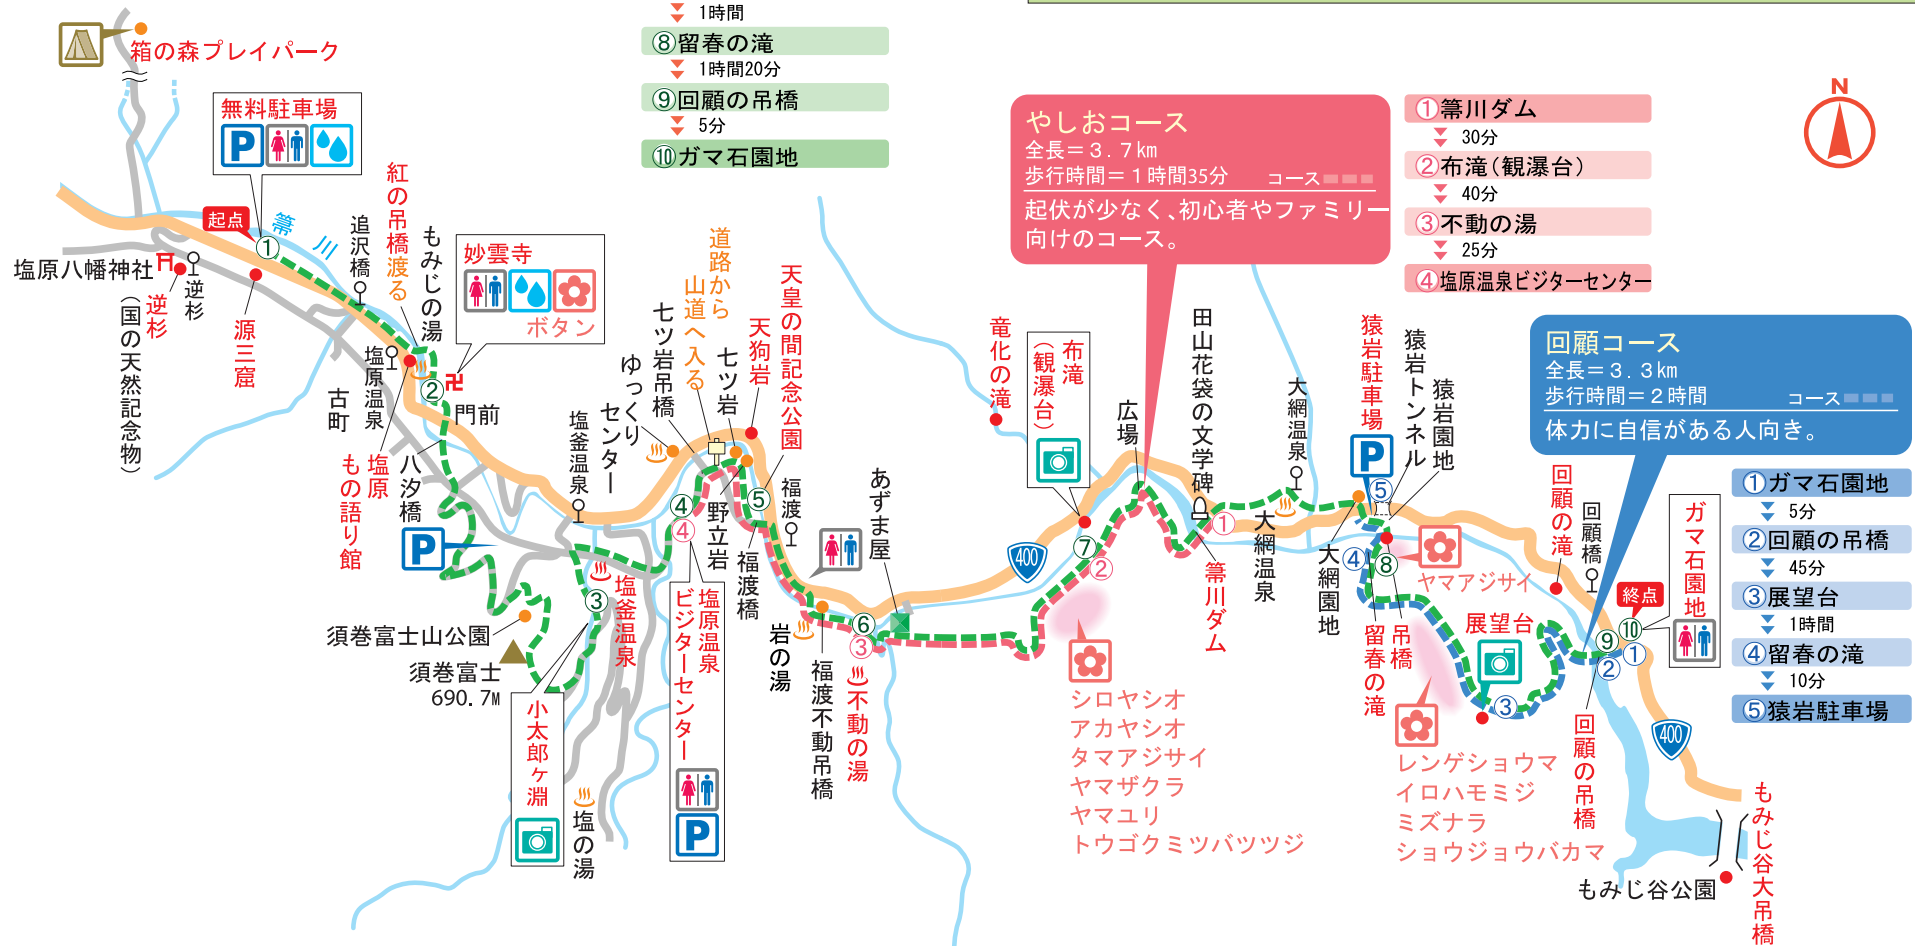 1時間
⑧留春の滝
1時間20分
⑨回顧の吊橋
5分
⑩ガマ石園地
箱の森プレイパーク
無料駐車場
P
起点
①
箒川
塩原八幡神社
逆杉
(国の天然記念物)
逆杉
源三窟
追沢橋
紅の吊橋渡る
もみじの湯
妙雲寺
ボタン
②
門前
塩原温泉
古町
塩原
もの語り館
八汐橋
P
須巻富士山公園
須巻富士
690.7M
塩釜温泉
ゆっくり
センター
七ツ岩吊橋
道路から
山道へ入る
七ツ岩
天狗岩
天皇の間記念公園
③
塩釜温泉
小太郎ヶ淵
塩の湯
④
④
塩原温泉
ビジターセンター
P
野立岩
⑤
福渡
福渡橋
あずま屋
岩の湯
福渡不動吊橋
⑥
③
不動の湯
400
竜化の滝
布滝
(観瀑台)
⑦
②
シロヤシオ
アカヤシオ
タマアジサイ
ヤマザクラ
ヤマユリ
トウゴクミツバツツジ
やしおコース
全長=3.7km
歩行時間=1時間35分 コース
起伏が少なく、初心者やファミリー
向けのコース。
①箒川ダム
30分
②布滝(観瀑台)
40分
③不動の湯
25分
④塩原温泉ビジターセンター
N
広場
田山花袋の文学碑
①
箒川ダム
大網温泉
大網温泉
猿岩駐車場
P
⑤
猿岩トンネル
猿岩園地
大網園地
④
⑧
ヤマアジサイ
留春の滝
吊橋
展望台
③
レンゲショウマ
イロハモミジ
ミズナラ
ショウジョウバカマ
回顧コース
全長=3.3km
歩行時間=2時間 コース
体力に自信がある人向き。
①ガマ石園地
5分
②回顧の吊橋
45分
③展望台
1時間
④留春の滝
10分
⑤猿岩駐車場
回顧の滝
回顧橋
終点
⑨
⑩
②
①
ガマ石園地
回顧の吊橋
400
もみじ谷公園
もみじ谷大吊橋